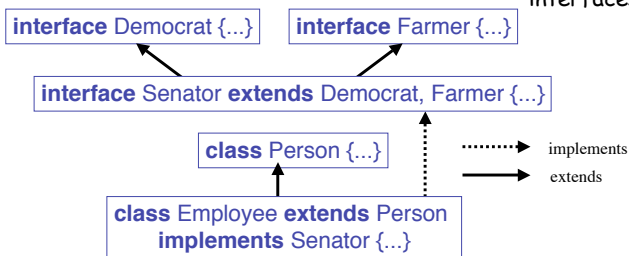 interface
interface Democrat {...}
interface Farmer {...}
interface Senator extends Democrat, Farmer {...}
class Person {...}
implements
extends
class Employee extends Person
implements Senator {...}